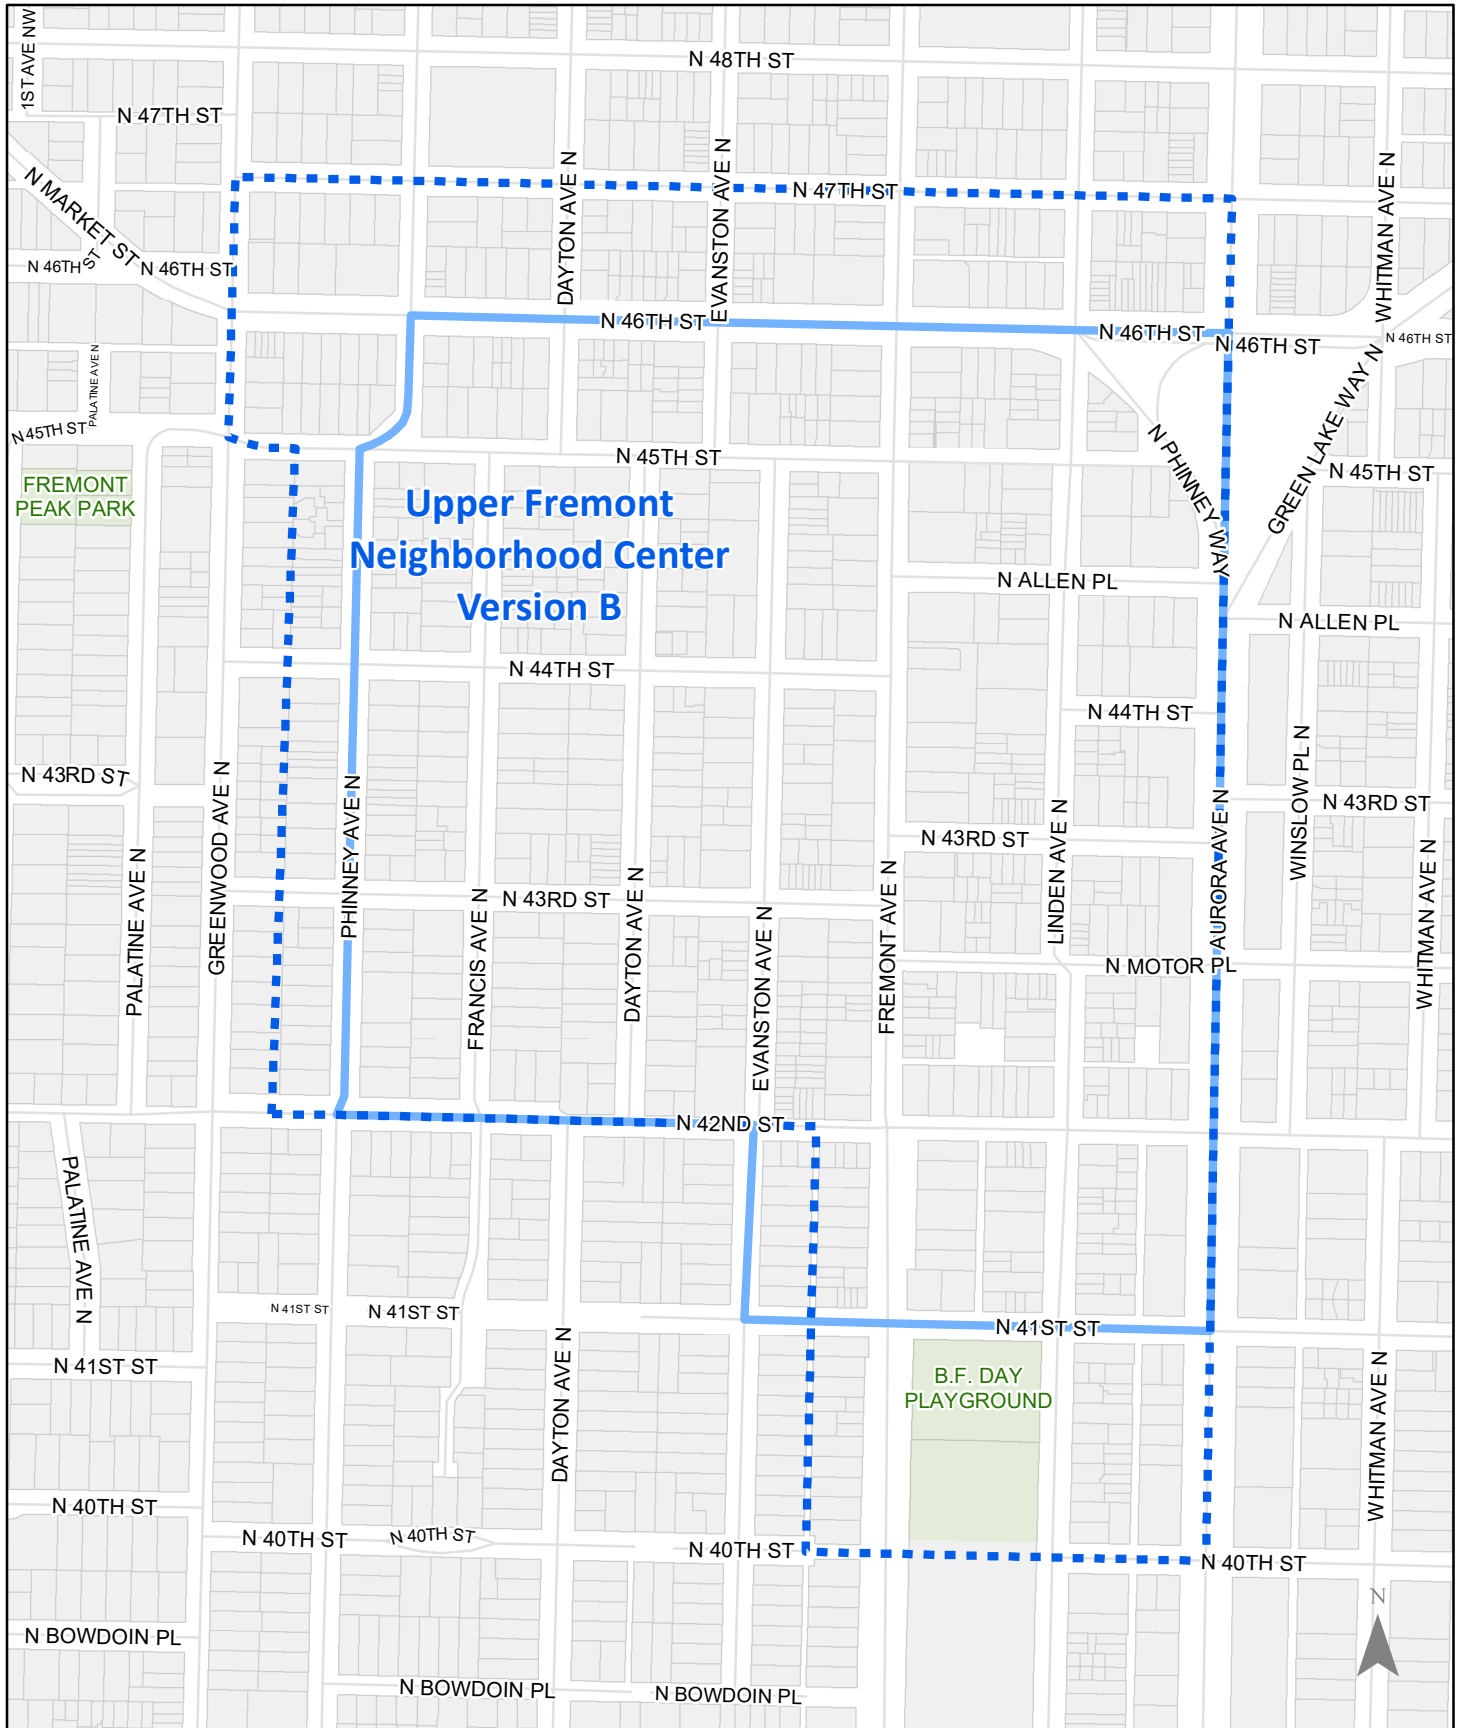 1ST AVE NW
N 48TH ST
N 47TH ST
N MARKET ST
DAYTON AVE N
EVANSTON AVE N
N 47TH ST
WHITMAN AVE N
N 46TH
ST
N 46TH ST
N 46TH ST
N 46TH ST
N 46TH ST
N 46TH ST
PALATINE AVE N
N 45TH ST
N 45TH ST
N PHINNEY WAY
GREEN LAKE WAY N
N 45TH ST
FREMONT
PEAK PARK
Upper Fremont
Neighborhood Center
Version B
N ALLEN PL
N ALLEN PL
N 44TH ST
N 44TH ST
N 43RD ST
GREENWOOD AVE N
PHINNEY AVE N
N 43RD ST
LINDEN AVE N
AURORA AVE N
WINSLOW PL N
N 43RD ST
PALATINE AVE N
FRANCIS AVE N
N 43RD ST
DAYTON AVE N
EVANSTON AVE N
FREMONT AVE N
WHITMAN AVE N
N MOTOR PL
N 42ND ST
PALATINE AVE N
N 41ST ST
N 41ST ST
N 41ST ST
N 41ST ST
DAYTON AVE N
B.F. DAY
PLAYGROUND
WHITMAN AVE N
N 40TH ST
N 40TH ST
N 40TH ST
N 40TH ST
N 40TH ST
N
N BOWDOIN PL
N BOWDOIN PL
N BOWDOIN PL